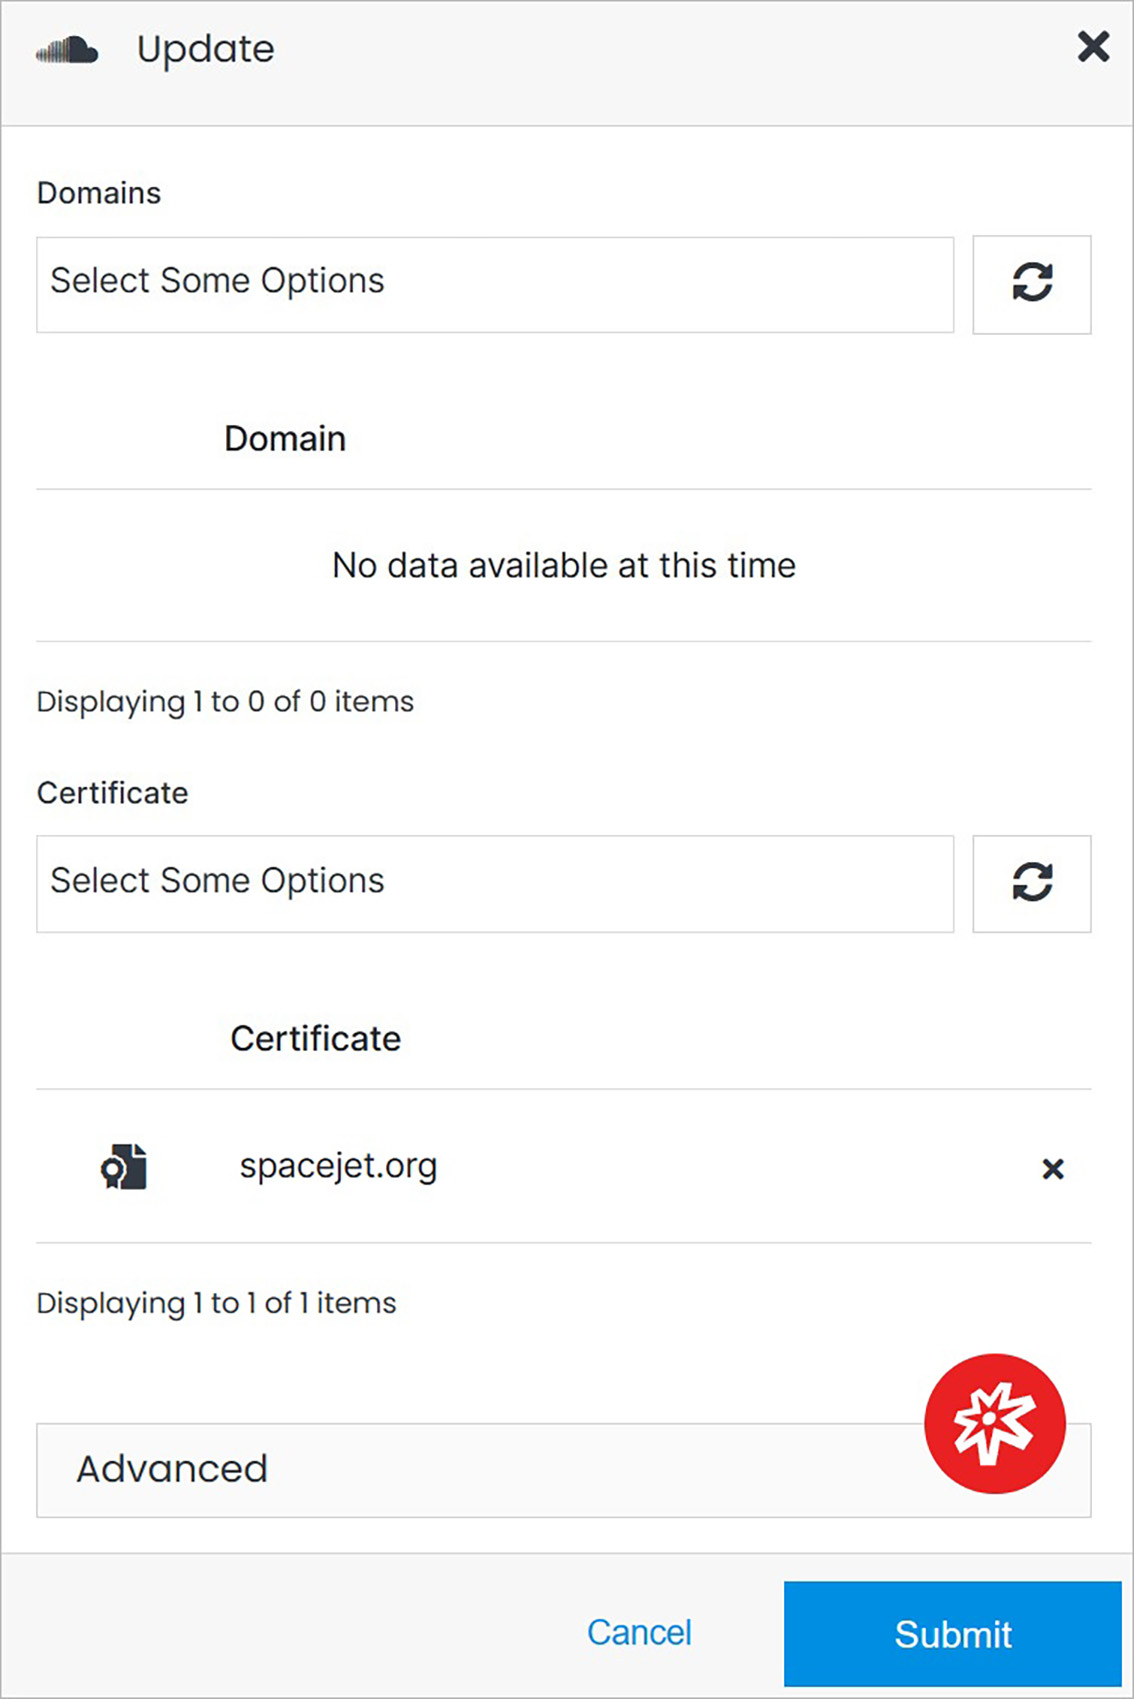 Update
Domains
Select Some Options
Domain
No data available at this time
Displaying 1 to 0 of 0 items
Certificate
Select Some Options
Certificate
spacejet.org
Displaying 1 to 1 of 1 items
Advanced
Cancel
Submit